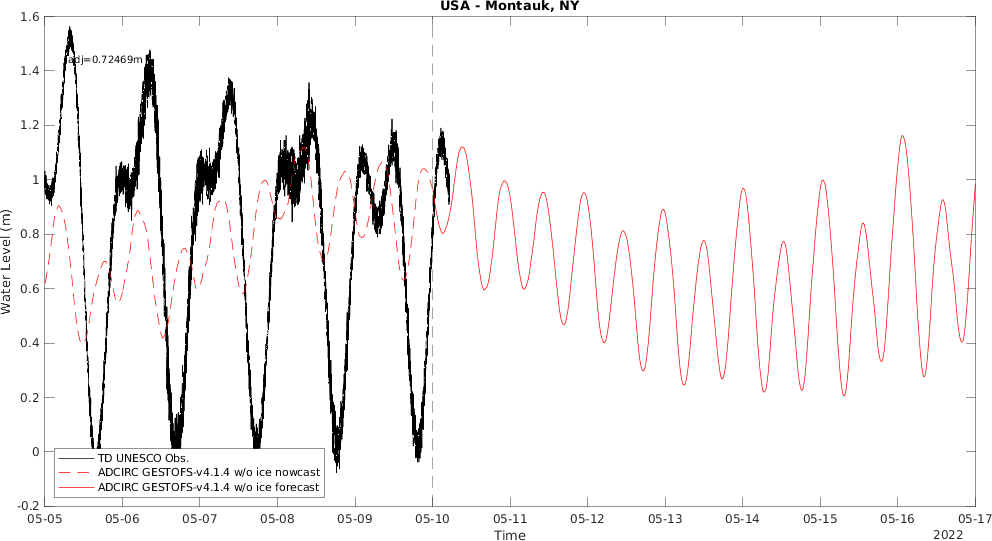 USA - Montauk, NY
1.6
1.4
1.2
1
0.8
0.6
0.4
0.2
0
-0.2
Water Level (m)
adj=0.72469m
TD UNESCO Obs.
ADCIRC GESTOFS-v4.1.4 w/o ice nowcast
ADCIRC GESTOFS-v4.1.4 w/o ice forecast
05-05 05-06 05-07 05-08 05-09 05-10 05-11 05-12 05-13 05-14 05-15 05-16 05-17
Time
2022